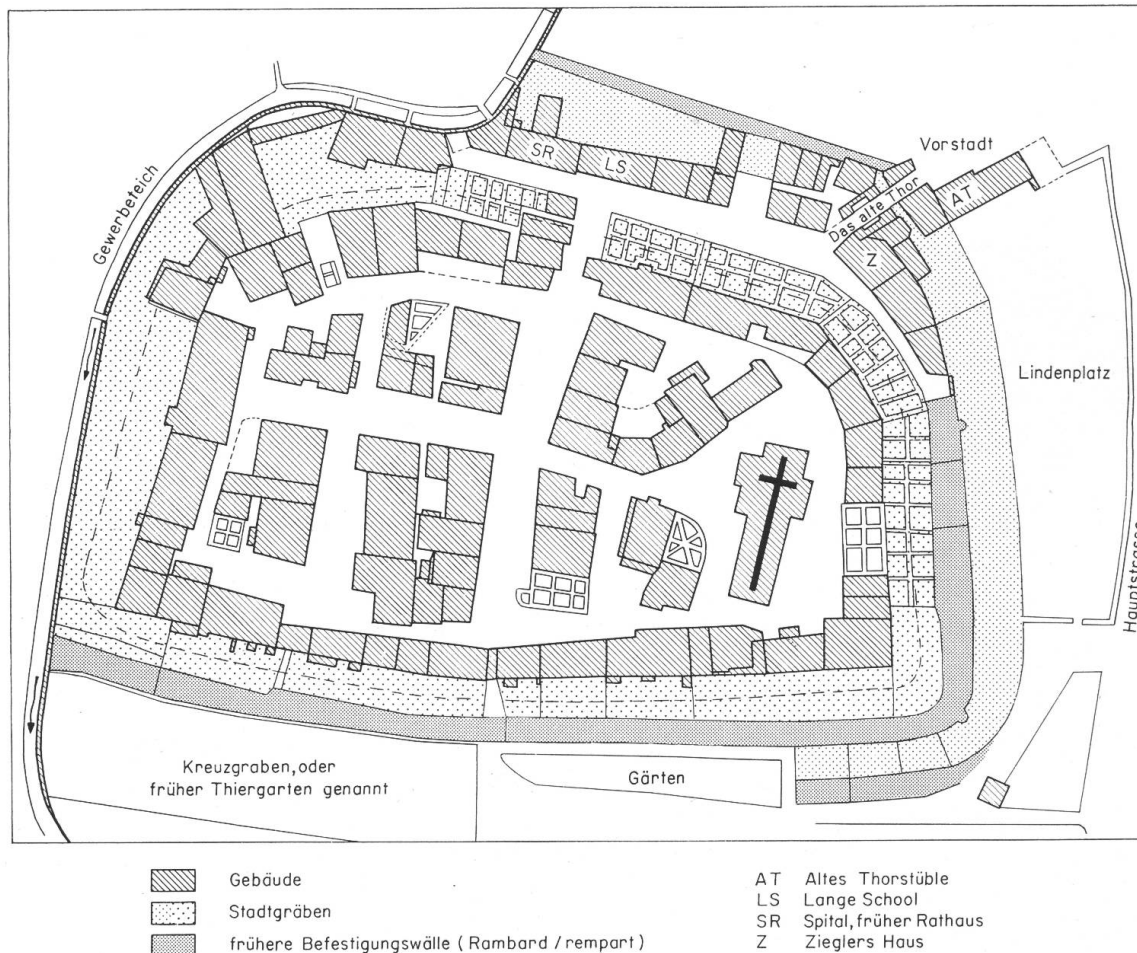 Gewerbeteich
SR
LS
Vorstadt
AT
Das alte Thor
Z
Lindenplatz
Hauptstrasse
Kreuzgraben, oder
früher Thiergarten genannt
Gärten
Gebäude
Stadtgräben
frühere Befestigungswälle (Rambard / rempart)
AT Altes Thorstüble
LS Lange School
SR Spital, früher Rathaus
Z Zieglers Haus